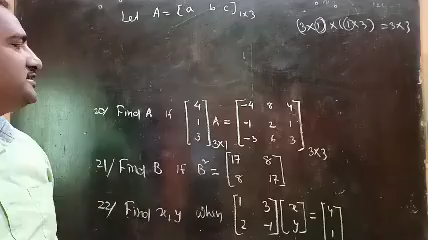 Let A = [a b c]1×3
(3×1) × (1×3) = 3×3
20/ Find A if [4 1 3]3×1 A = [-4 8 4
-1 2 1
-3 6 3]3×3
21/ Find B if B² = [17 8
8 17]
22/ Find x, y when [1 3
2 -1] [x y] = [4 1]